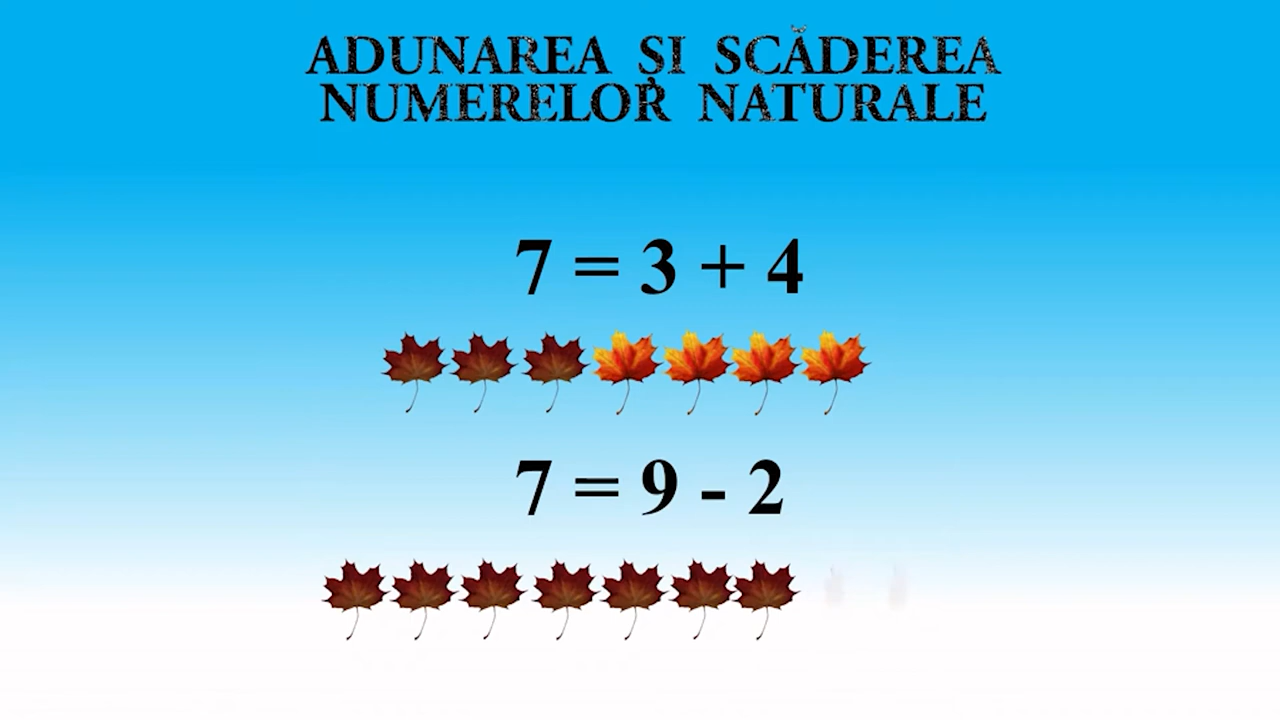 ADUNAREA ȘI SCĂDEREA
NUMERELOR NATURALE
7 = 3 + 4
7 = 9 - 2